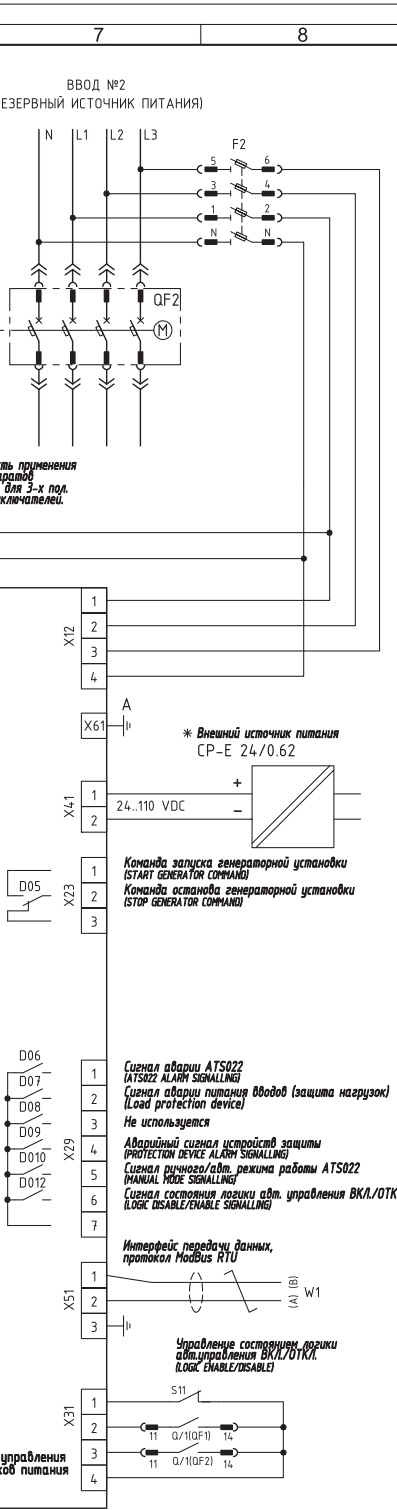 7 8
ВВОД №2
ЕЗЕРВНЫЙ ИСТОЧНИК ПИТАНИЯ)
N L1 L2 L3
F2
5 6
3 4
1 2
N N
QF2
M
сть применения
аратов
для 3-х пол.
ключателей.
X12
1
2
3
4
A
X61
* Внешний источник питания
CP-E 24/0.62
X41
1
2
24..110 VDC
+
−
D05
X23
1
2
3
Команда запуска генераторной установки
(START GENERATOR COMMAND)
Команда останова генераторной установки
(STOP GENERATOR COMMAND)
D06
D07
D08
D09
D010
D012
X29
1
2
3
4
5
6
7
Сигнал аварии ATS022
(ATS022 ALARM SIGNALLING)
Сигнал аварии питания вводов (защита нагрузок)
(Load protection device)
Не используется
Аварийный сигнал устройств защиты
(PROTECTION DEVICE ALARM SIGNALLING)
Сигнал ручного/авт. режима работы ATS022
(MANUAL MODE SIGNALLING)
Сигнал состояния логики авт. управления ВКЛ./ОТК
(LOGIC DISABLE/ENABLE SIGNALLING)
Интерфейс передачи данных,
протокол ModBus RTU
X51
1
2
3
(A) (B)
W1
Управление состоянием логики
авт.управления ВКЛ./ОТКЛ.
(LOGIC ENABLE/DISABLE)
X31
1
2
3
4
S11
11 Q/1(QF1) 14
11 Q/1(QF2) 14
управления
ков питания